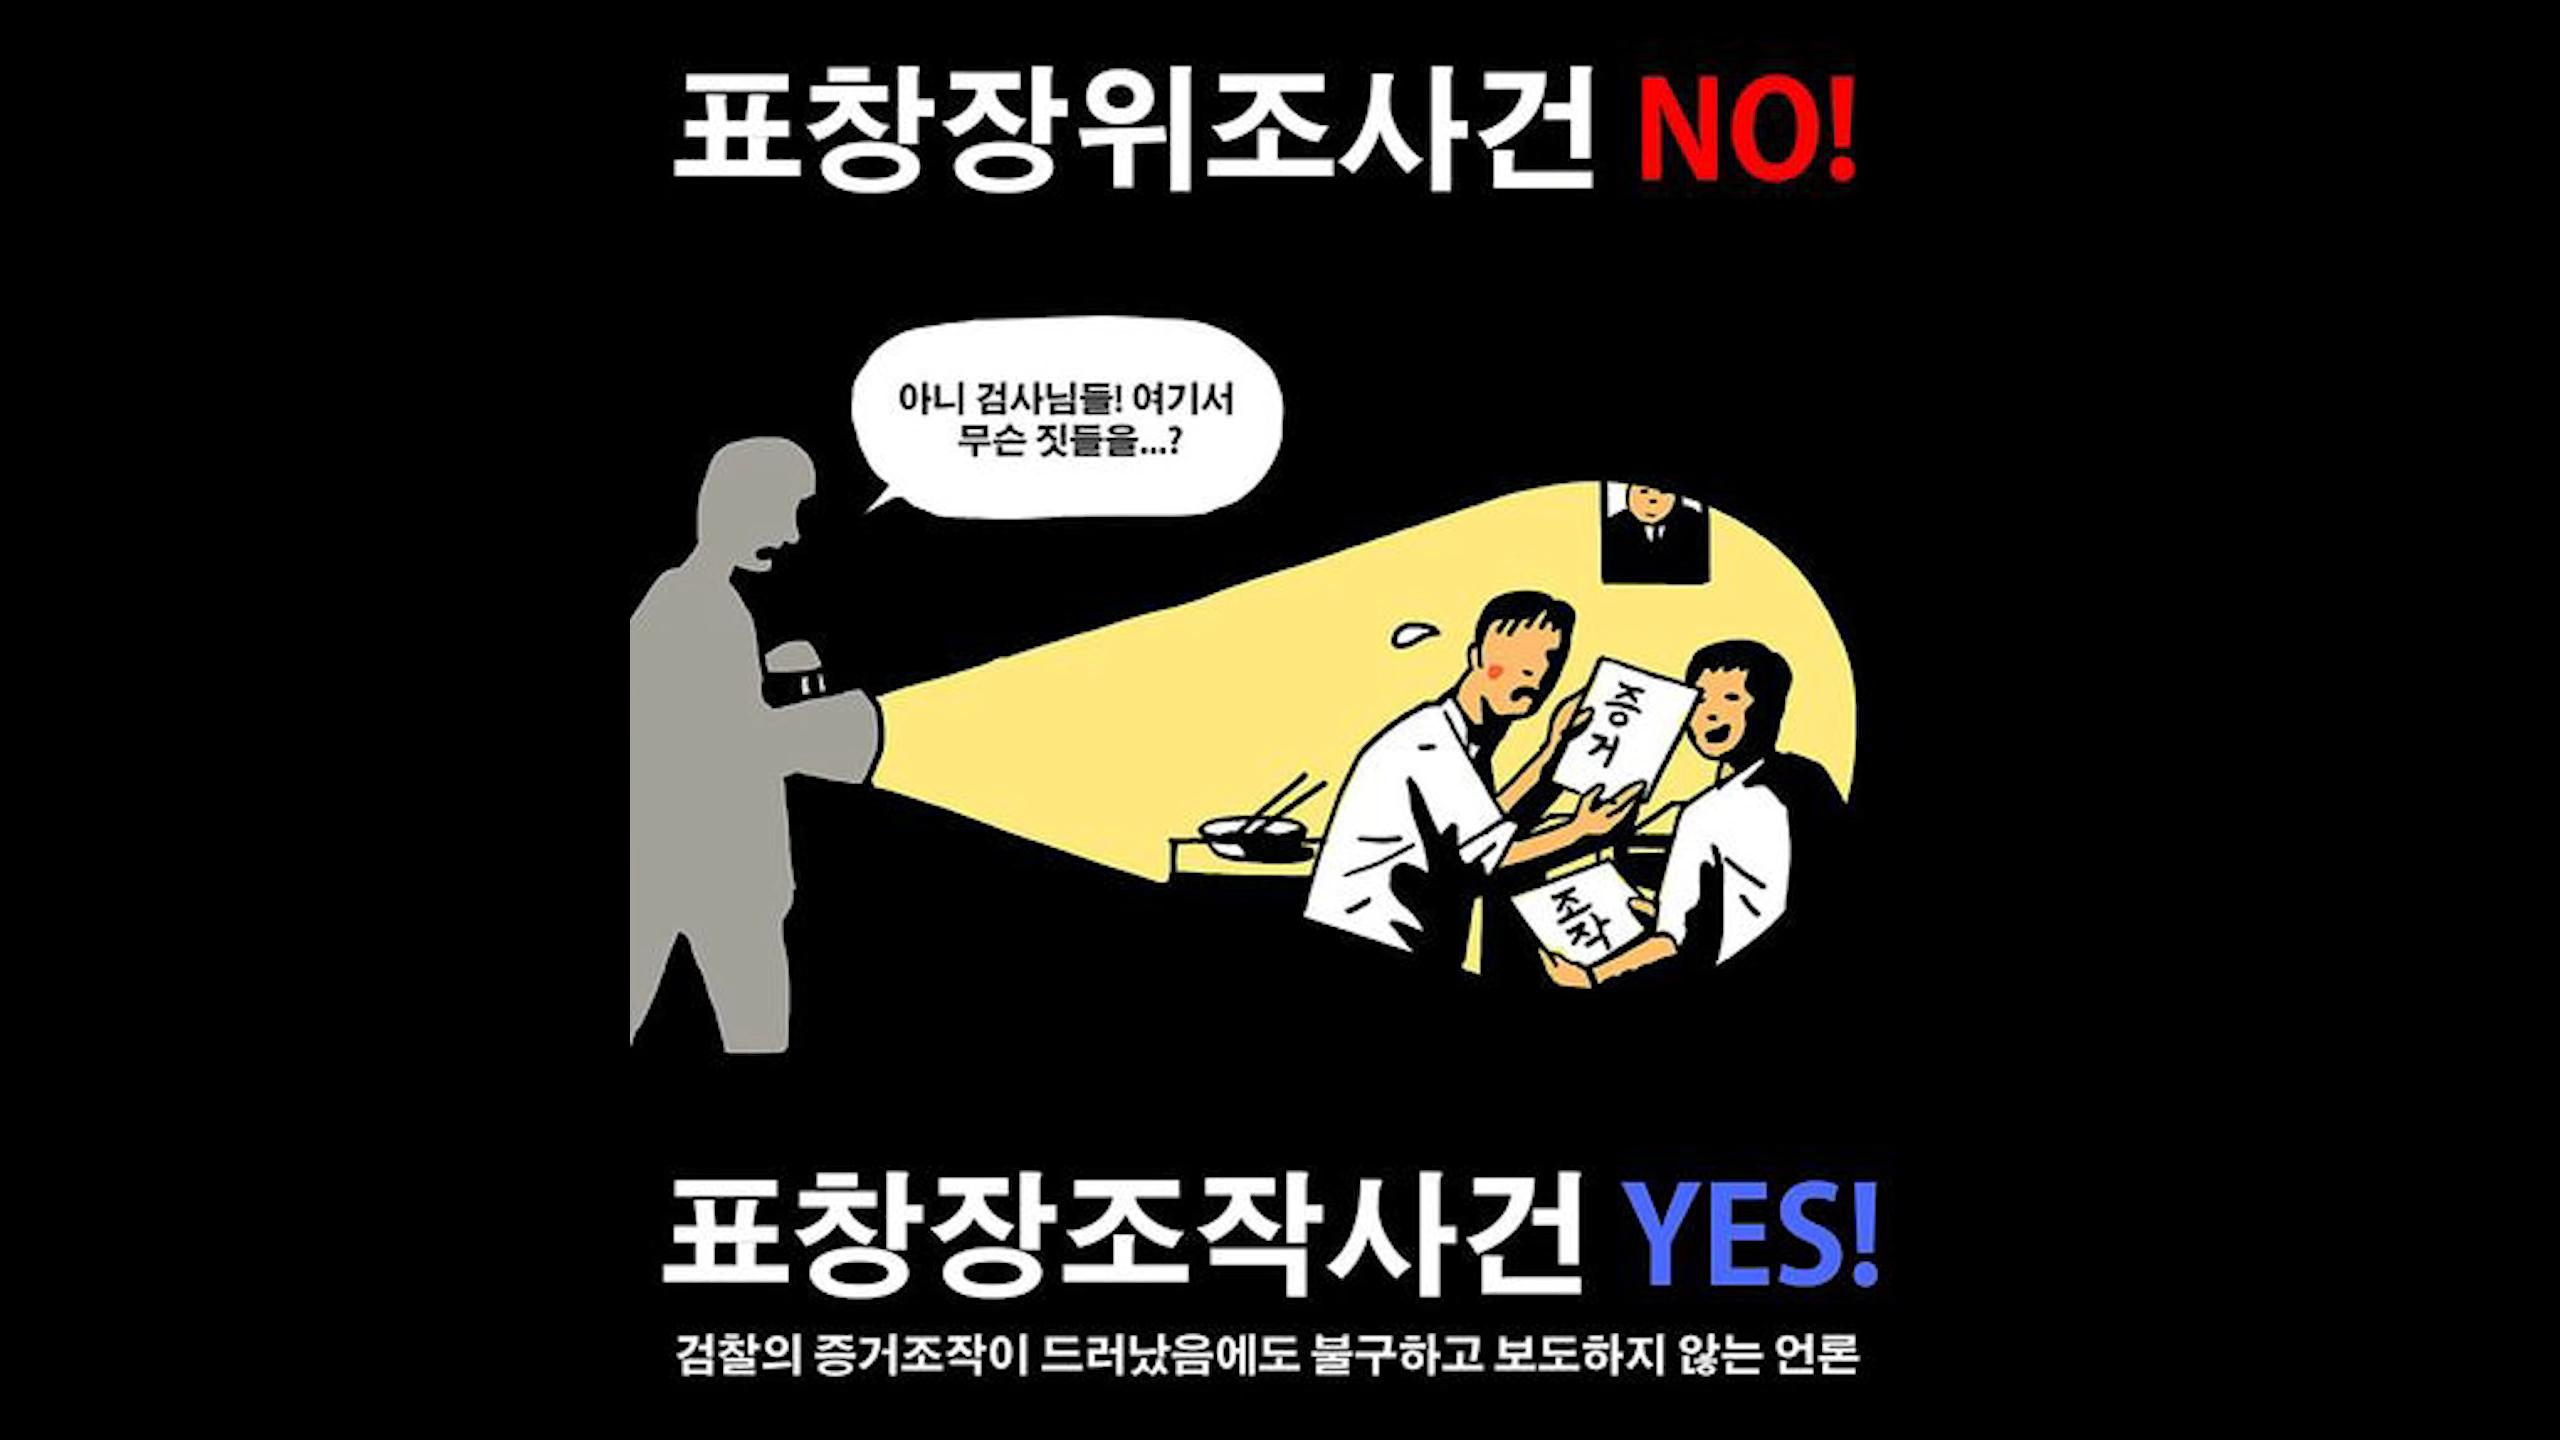 표창장위조사건 NO!
아니 검사님들! 여기서
무슨 짓들을...?
증거
조작
표창장조작사건 YES!
검찰의 증거조작이 드러났음에도 불구하고 보도하지 않는 언론